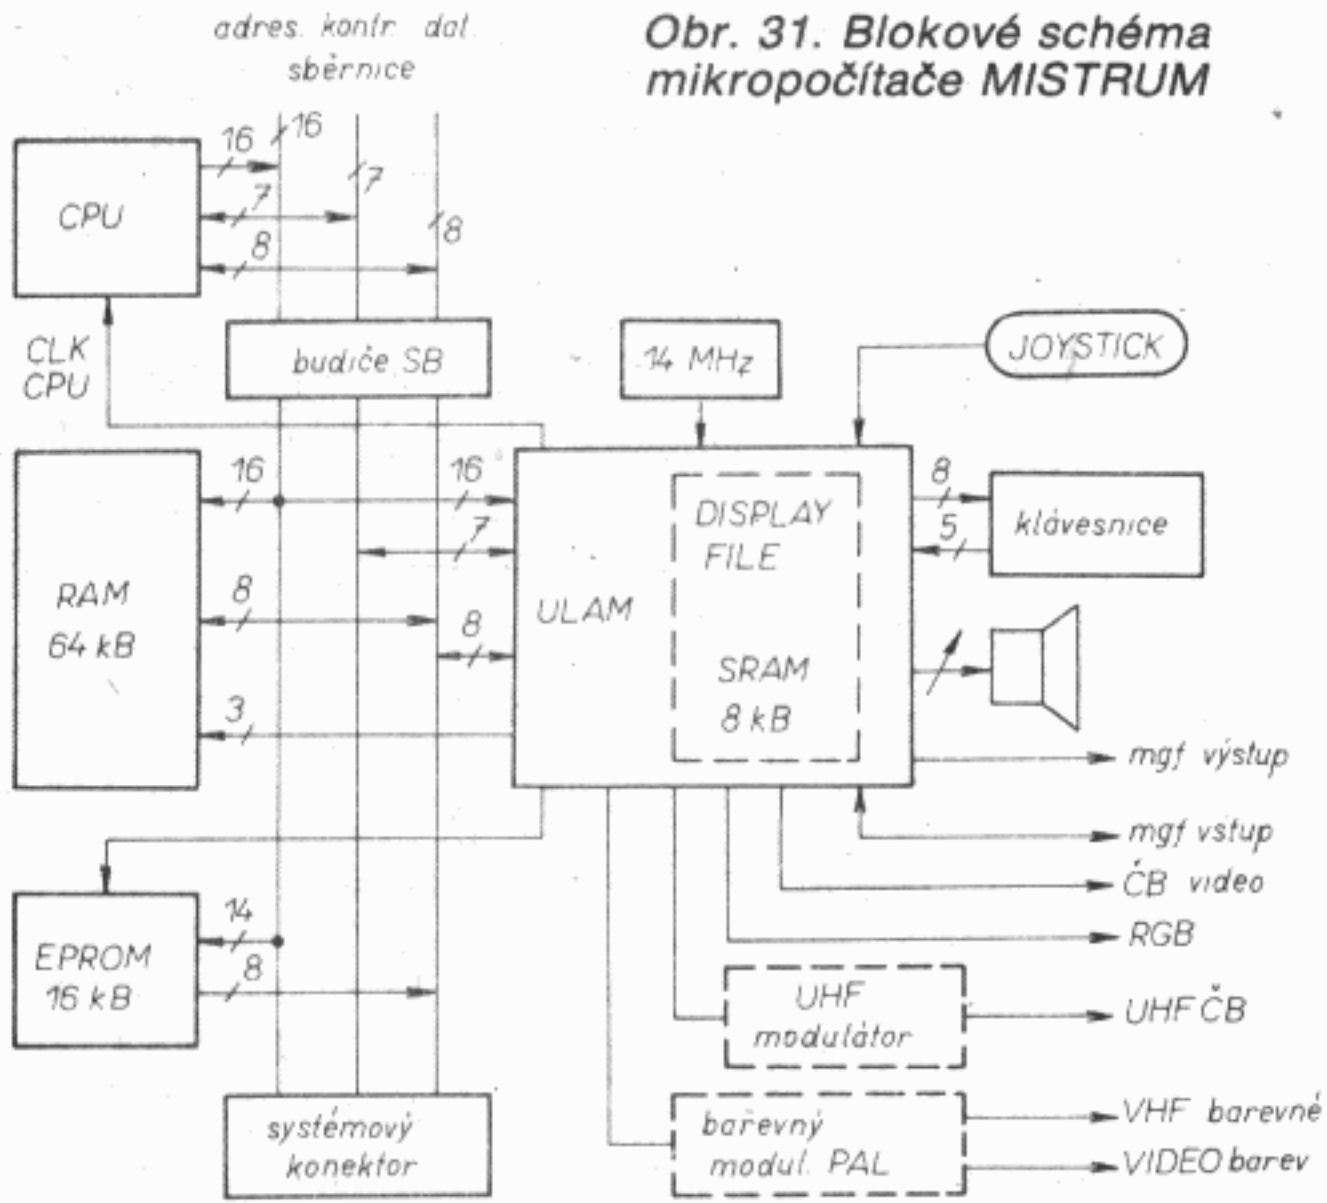 Obr. 31. Blokové schéma
mikropočítače MISTRUM
adres. kontr. dat.
sběrnice
16
16
7
7
8
8
CPU
CLK
CPU
budiče SB
14 MHz
JOYSTICK
16
16
7
8
8
3
RAM
64 kB
ULAM
DISPLAY
FILE
SRAM
8 kB
8
5
klávesnice
mgf výstup
mgf vstup
ČB video
RGB
UHF
modulátor
UHF ČB
14
8
EPROM
16 kB
systémový
konektor
barevný
modul. PAL
VHF barevné
VIDEO barev